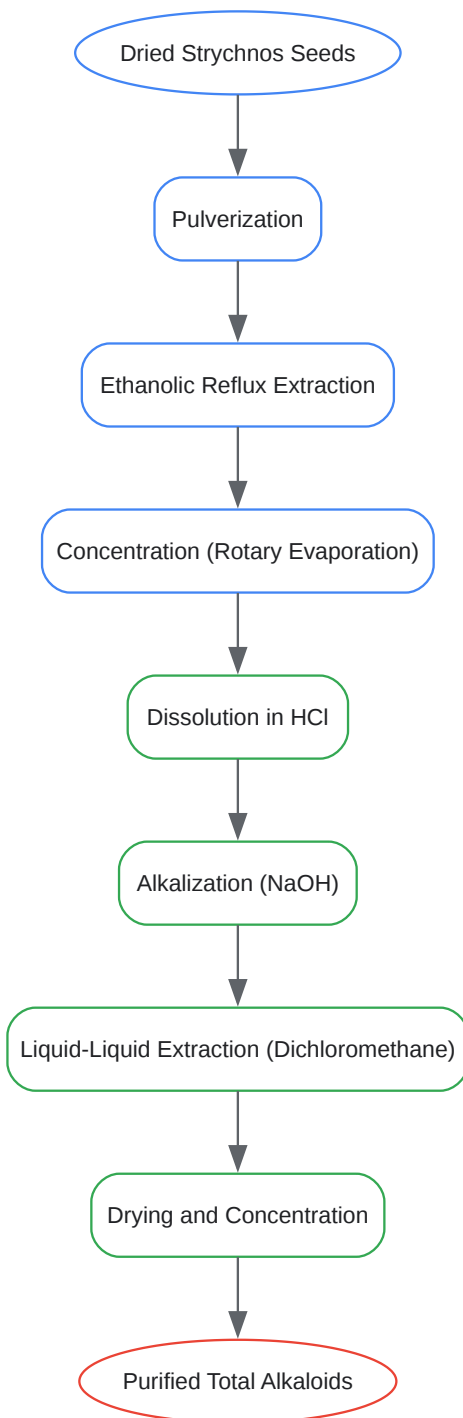 Dried Strychnos Seeds
Pulverization
Ethanolic Reflux Extraction
Concentration (Rotary Evaporation)
Dissolution in HCl
Alkalization (NaOH)
Liquid-Liquid Extraction (Dichloromethane)
Drying and Concentration
Purified Total Alkaloids